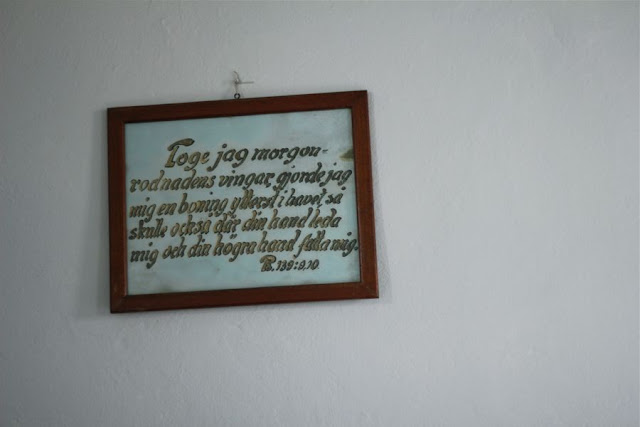 Toge jag morgon-
rodnadens vingar, gjorde jag
mig en boning ytterst i havet, så
skulle också där din hand leda
mig och din högra hand fatta mig.
Ps. 139:9,10.